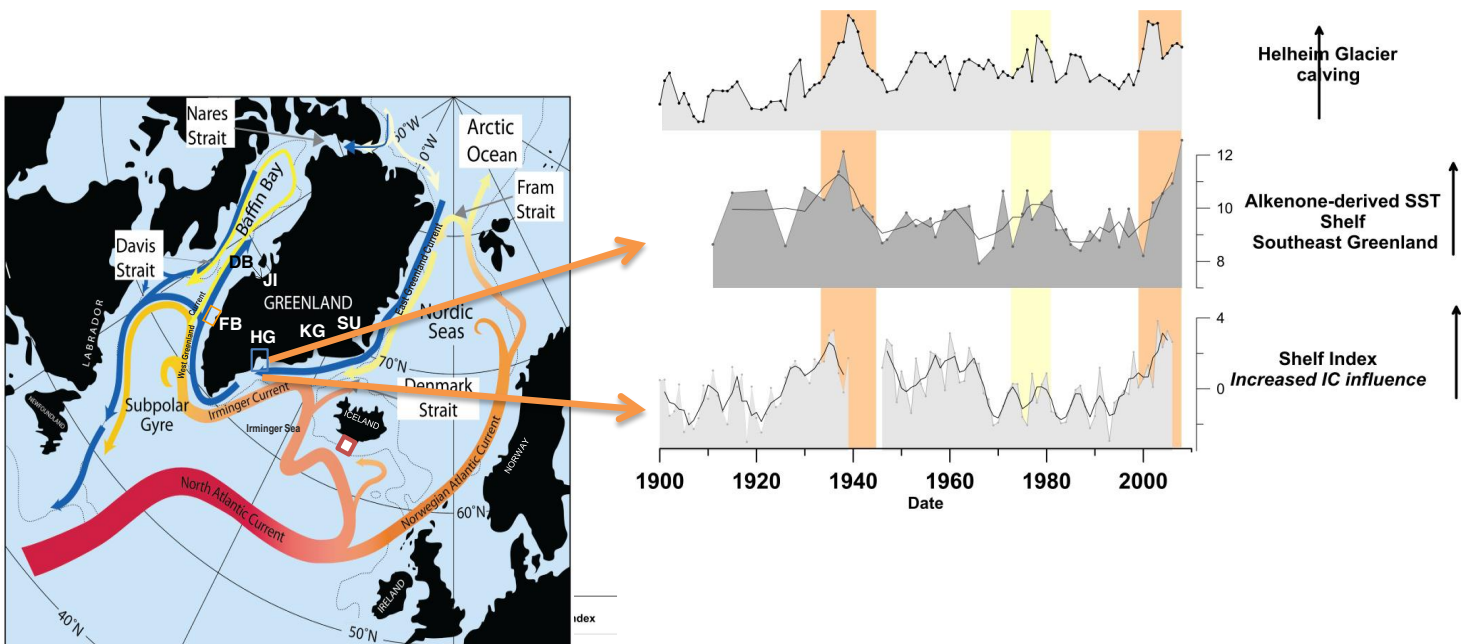 Nares
Strait
60°W
0°W
Arctic
Ocean
Fram
Strait
Baffin Bay
Davis
Strait
DB
JI
GREENLAND
East Greenland Current
Nordic
Seas
LABRADOR
West Greenland Current
FB
HG
KG
SU
70°N
Denmark
Strait
NEWFOUNDLAND
Subpolar
Gyre
Irminger Current
ICELAND
Irminger Sea
NORWAY
North Atlantic Current
Norwegian Atlantic Current
60°N
IRELAND
40°N
50°N
ndex
Helheim Glacier
calving
12
10
8
Alkenone-derived SST
Shelf
Southeast Greenland
4
0
Shelf Index
Increased IC influence
1900
1920
1940
1960
1980
2000
Date